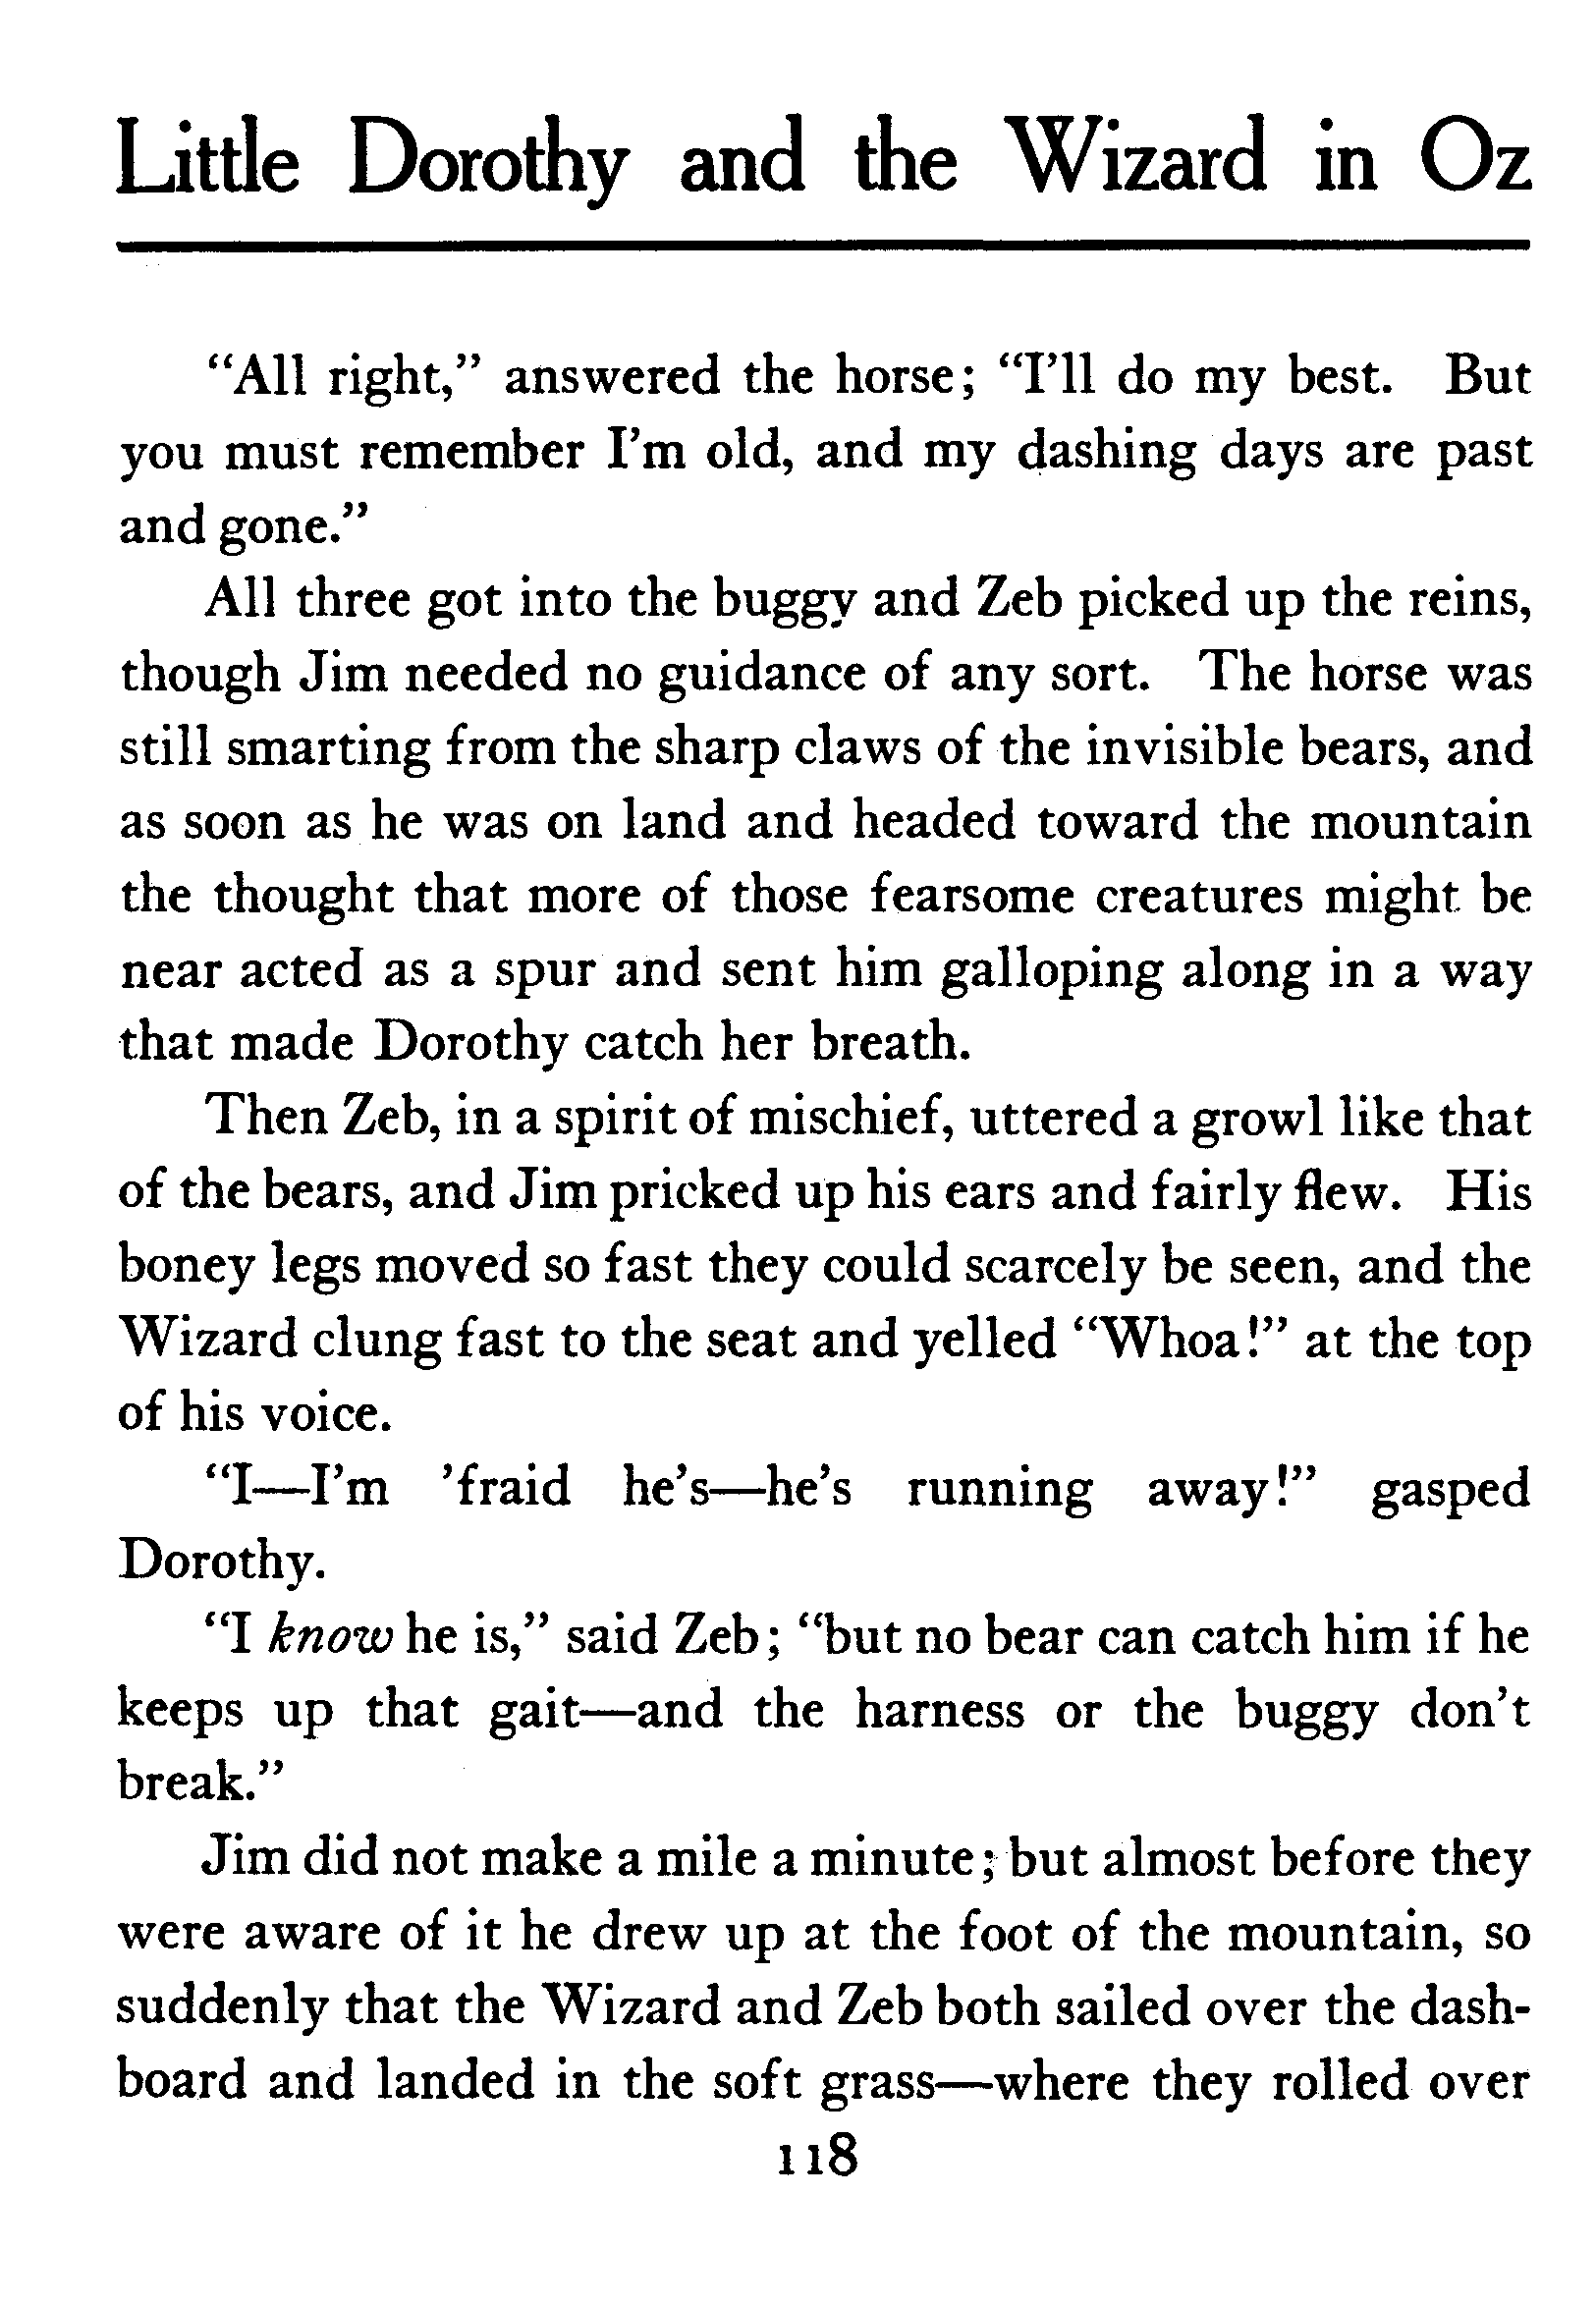 Little Dorothy and the Wizard in Oz
“All right,” answered the horse; “I’ll do my best. But
you must remember I’m old, and my dashing days are past
and gone.”
All three got into the buggy and Zeb picked up the reins,
though Jim needed no guidance of any sort. The horse was
still smarting from the sharp claws of the invisible bears, and
as soon as he was on land and headed toward the mountain
the thought that more of those fearsome creatures might be
near acted as a spur and sent him galloping along in a way
that made Dorothy catch her breath.
Then Zeb, in a spirit of mischief, uttered a growl like that
of the bears, and Jim pricked up his ears and fairly flew. His
boney legs moved so fast they could scarcely be seen, and the
Wizard clung fast to the seat and yelled “Whoa!” at the top
of his voice.
“I—I’m ’fraid he’s—he’s running away!” gasped
Dorothy.
“I know he is,” said Zeb; “but no bear can catch him if he
keeps up that gait—and the harness or the buggy don’t
break.”
Jim did not make a mile a minute; but almost before they
were aware of it he drew up at the foot of the mountain, so
suddenly that the Wizard and Zeb both sailed over the dash-
board and landed in the soft grass—where they rolled over
118